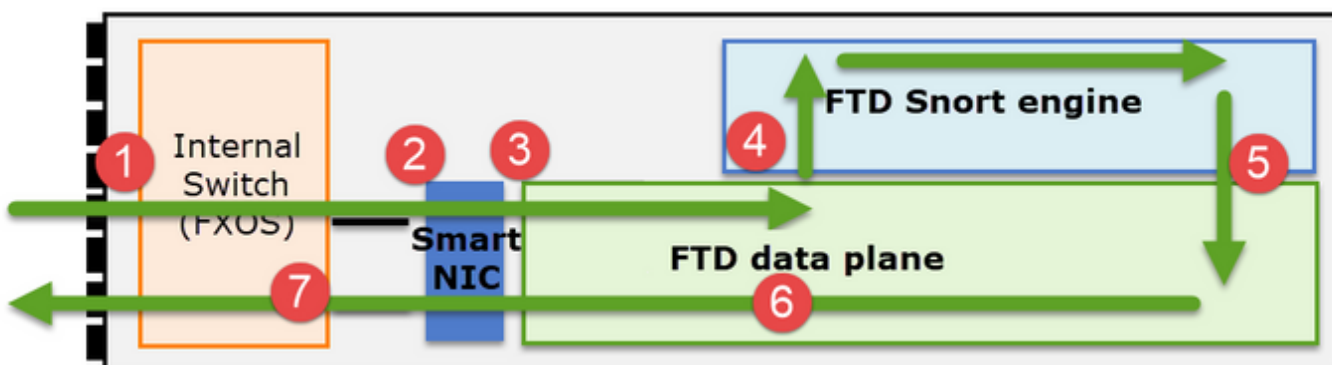 1
Internal
Switch
(FXOS)
2
Smart
NIC
3
4
FTD Snort engine
5
FTD data plane
6
7